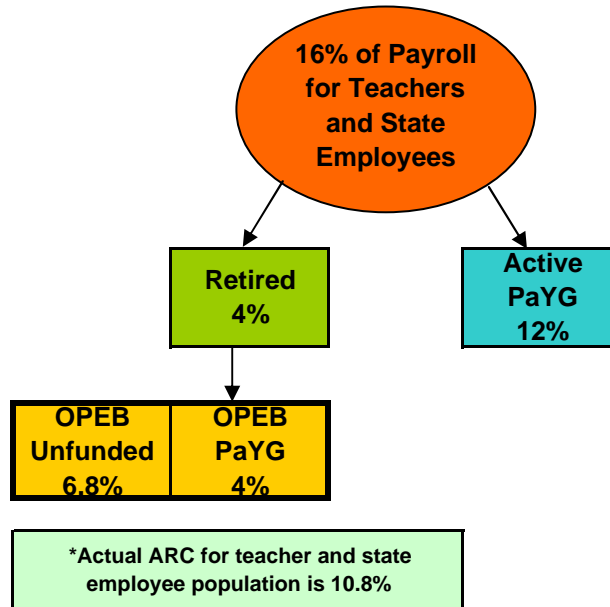 16% of Payroll
for Teachers
and State
Employees
Retired
4%
Active
PaYG
12%
OPEB
Unfunded
6.8%
OPEB
PaYG
4%
*Actual ARC for teacher and state
employee population is 10.8%